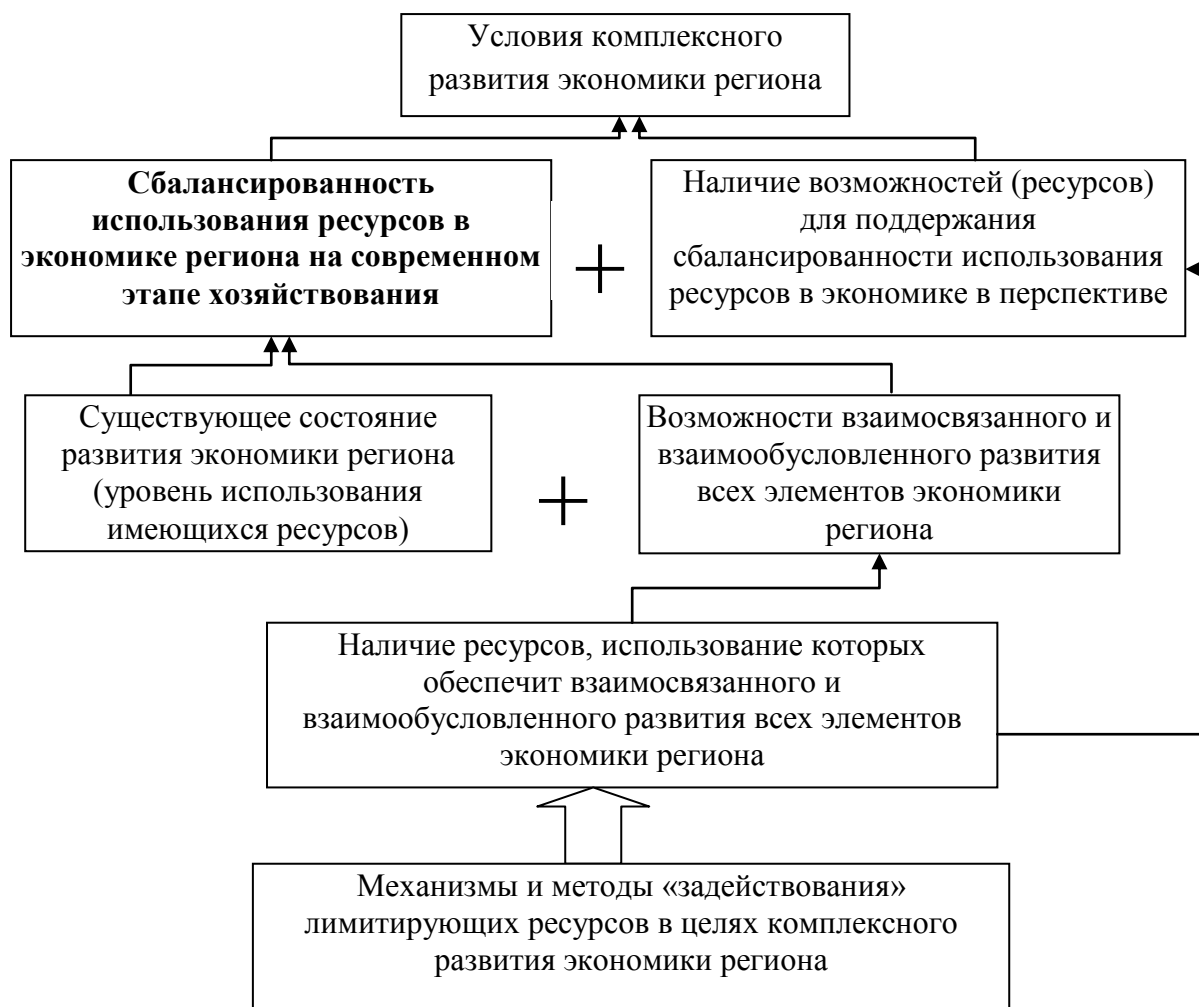 Условия комплексного
развития экономики региона
Сбалансированность
использования ресурсов в
экономике региона на современном
этапе хозяйствования
+
Наличие возможностей (ресурсов)
для поддержания
сбалансированности использования
ресурсов в экономике в перспективе
Существующее состояние
развития экономики региона
(уровень использования
имеющихся ресурсов)
+
Возможности взаимосвязанного и
взаимообусловленного развития
всех элементов экономики
региона
Наличие ресурсов, использование которых
обеспечит взаимосвязанного и
взаимообусловленного развития всех элементов
экономики региона
Механизмы и методы «задействования»
лимитирующих ресурсов в целях комплексного
развития экономики региона